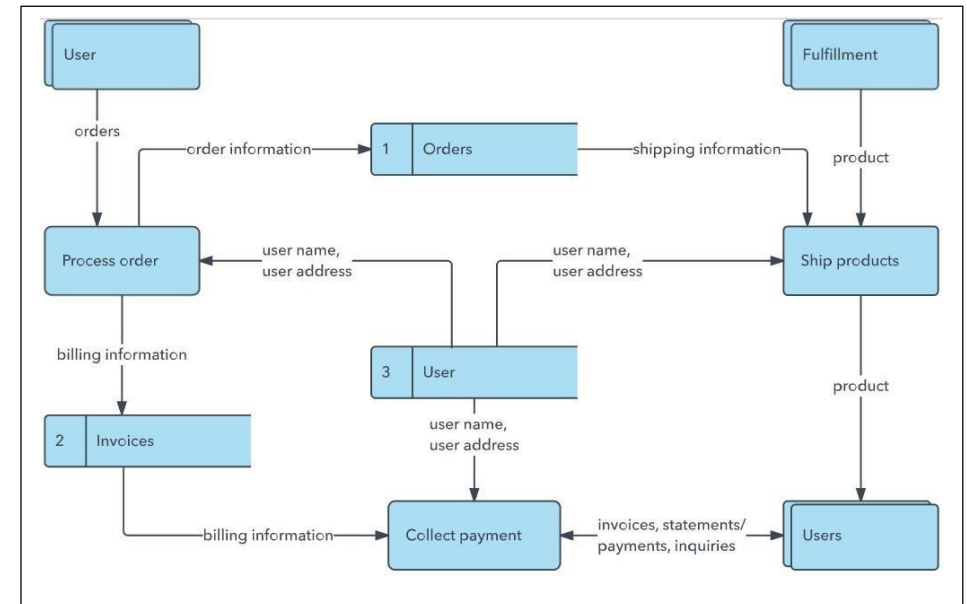 User
Fulfillment
orders
order information
1
Orders
shipping information
product
Process order
user name,
user address
user name,
user address
Ship products
billing information
3
User
product
2
Invoices
user name,
user address
billing information
Collect payment
invoices, statements/
payments, inquiries
Users